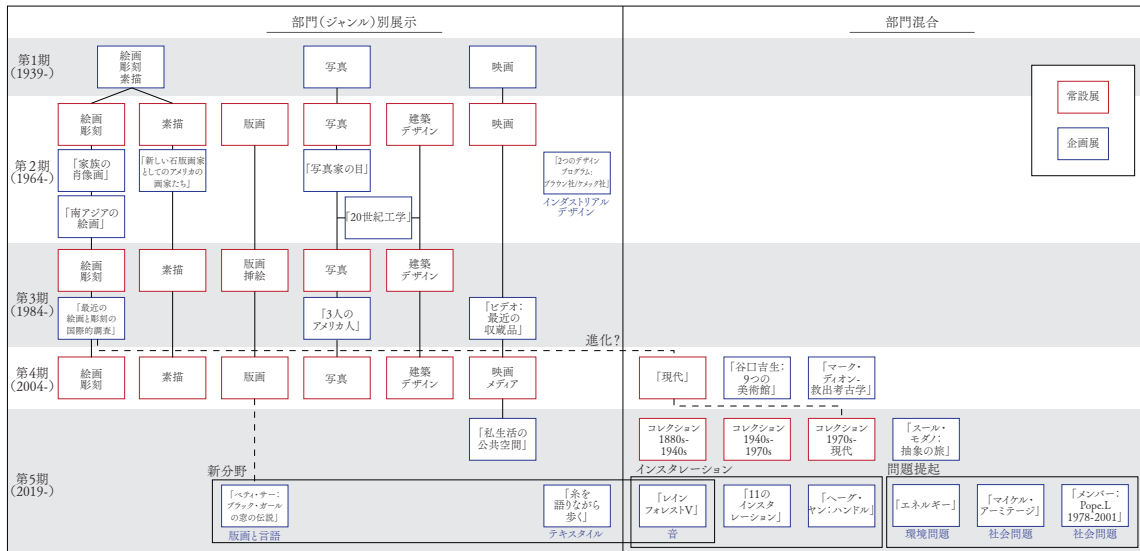 部門(ジャンル)別展示
部門混合
第1期
(1939-)
絵画
彫刻
素描
写真
映画
常設展
企画展
第2期
(1964-)
絵画
彫刻
素描
版画
写真
建築
デザイン
映画
「家族の
肖像画」
「新しい石版画家
としてのアメリカの
画家たち」
「写真家の目」
「2つのデザイン
プログラム:
ブラウン社/ケメック社」
インダストリアル
デザイン
「南アジアの
絵画」
「20世紀工学」
第3期
(1984-)
絵画
彫刻
素描
版画
挿絵
写真
建築
デザイン
「最近の
絵画と彫刻の
国際的調査」
「3人の
アメリカ人」
「ビデオ:
最近の
収蔵品」
進化?
第4期
(2004-)
絵画
彫刻
素描
版画
写真
建築
デザイン
映画
メディア
「現代」
「谷口吉生:
9つの
美術館」
「マーク・
ディオン-
救出考古学」
第5期
(2019-)
「私生活の
公共空間」
コレクション
1880s-
1940s
コレクション
1940s-
1970s
コレクション
1970s-
現代
「スール・
モダノ:
抽象の旅」
新分野
インスタレーション
問題提起
「ベティ・サー:
ブラック・ガール
の窓の伝説」
版画と言語
「糸を
語りながら
歩く」
テキスタイル
「レイン
フォレストV」
音
「11の
インスタ
レーション」
「ヘーグ・
ヤン:ハンドル」
「エネルギー」
環境問題
「マイケル・
アーミテージ」
社会問題
「メンバー:
Pope.L
1978-2001」
社会問題